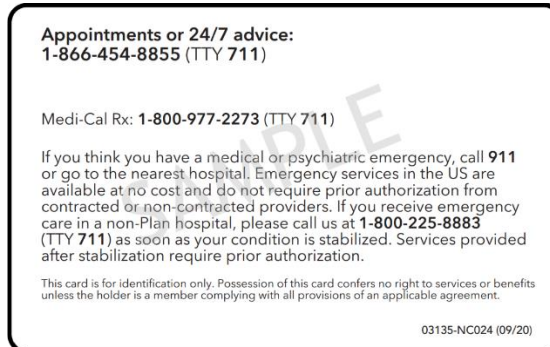 Appointments or 24/7 advice:
1-866-454-8855 (TTY 711)
Medi-Cal Rx: 1-800-977-2273 (TTY 711)
If you think you have a medical or psychiatric emergency, call 911
or go to the nearest hospital. Emergency services in the US are
available at no cost and do not require prior authorization from
contracted or non-contracted providers. If you receive emergency
care in a non-Plan hospital, please call us at 1-800-225-8883
(TTY 711) as soon as your condition is stabilized. Services provided
after stabilization require prior authorization.
This card is for identification only. Possession of this card confers no right to services or benefits
unless the holder is a member complying with all provisions of an applicable agreement.
03135-NC024 (09/20)
SAMPLE